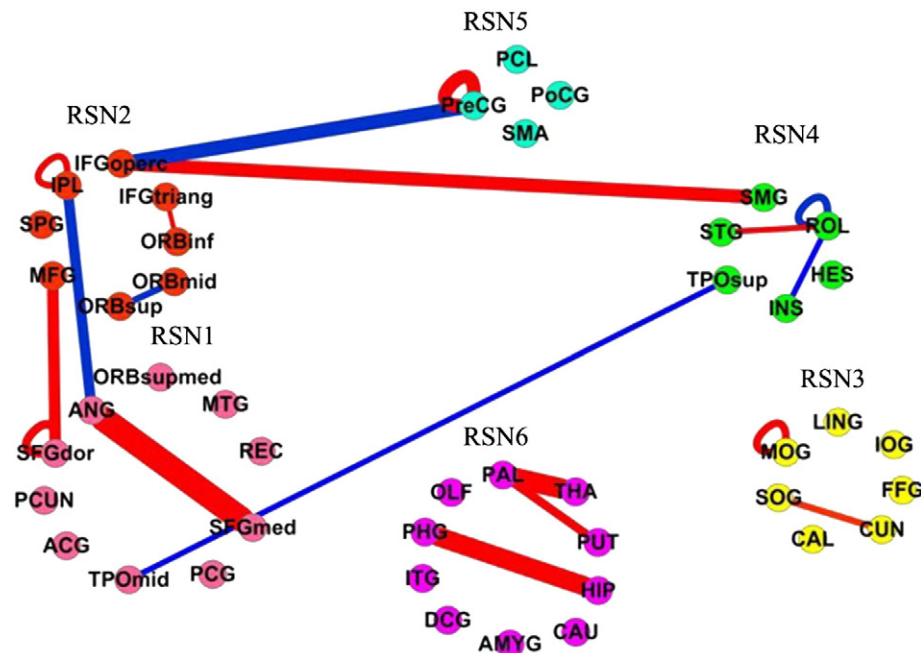 RSN5
PCL
PreCG
PoCG
SMA
RSN2
IFGoperc
IPL
IFGtriang
SPG
ORBinf
MFG
ORBmid
ORBsup
RSN4
SMG
STG
ROL
TPOsup
HES
INS
RSN1
ORBsupmed
ANG
MTG
SFGdor
REC
PCUN
SFGmed
ACG
TPOmid
PCG
RSN6
PAL
OLF
THA
PHG
PUT
ITG
HIP
DCG
CAU
AMYG
RSN3
LING
MOG
IOG
SOG
FFG
CAL
CUN